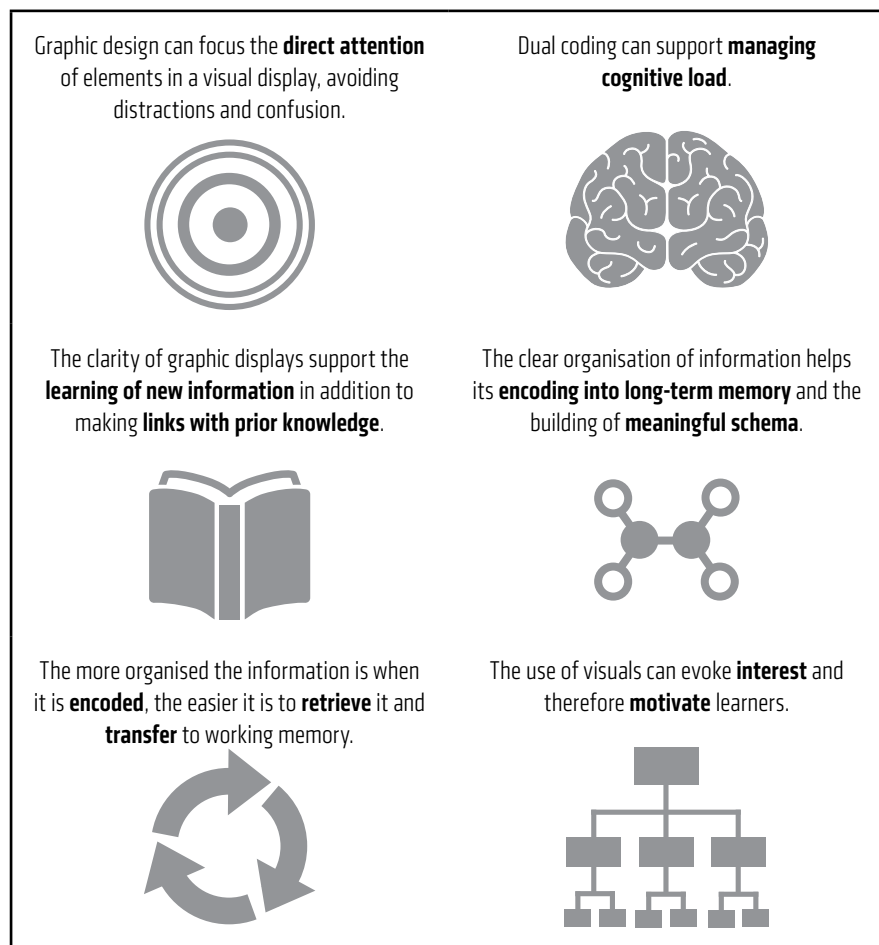 Graphic design can focus the direct attention
of elements in a visual display, avoiding
distractions and confusion.
Dual coding can support managing
cognitive load.
The clarity of graphic displays support the
learning of new information in addition to
making links with prior knowledge.
The clear organisation of information helps
its encoding into long-term memory and the
building of meaningful schema.
The more organised the information is when
it is encoded, the easier it is to retrieve it and
transfer to working memory.
The use of visuals can evoke interest and
therefore motivate learners.